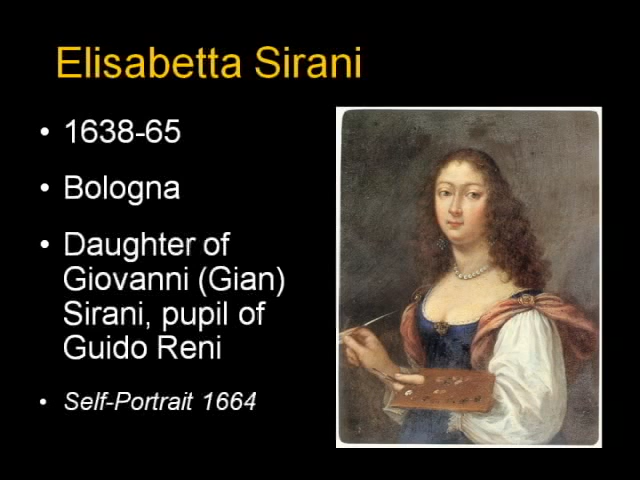 Elisabetta Sirani
• 1638-65
• Bologna
• Daughter of
Giovanni (Gian)
Sirani, pupil of
Guido Reni
• Self-Portrait 1664